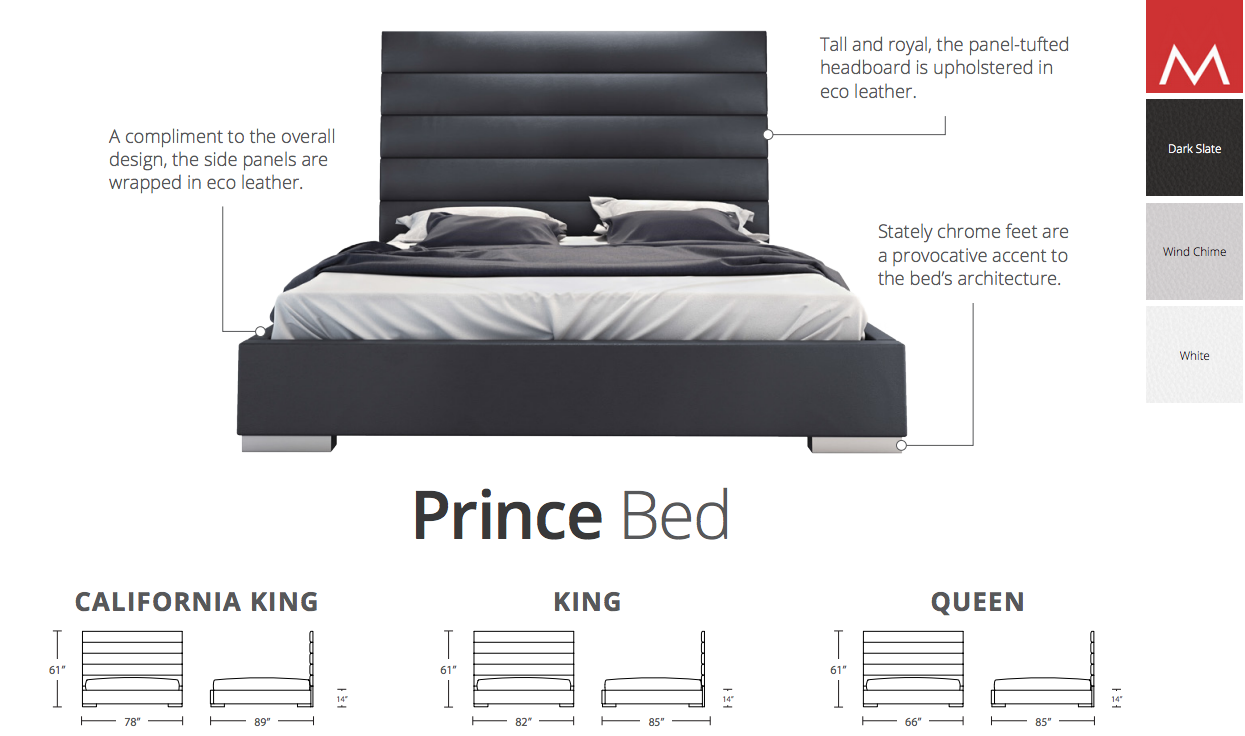 Tall and royal, the panel-tufted
headboard is upholstered in
eco leather.
A compliment to the overall
design, the side panels are
wrapped in eco leather.
Stately chrome feet are
a provocative accent to
the bed’s architecture.
M
Dark Slate
Wind Chime
White
Prince Bed
CALIFORNIA KING
61”
78”
89”
14”
KING
61”
82”
85”
14”
QUEEN
61”
66”
85”
14”